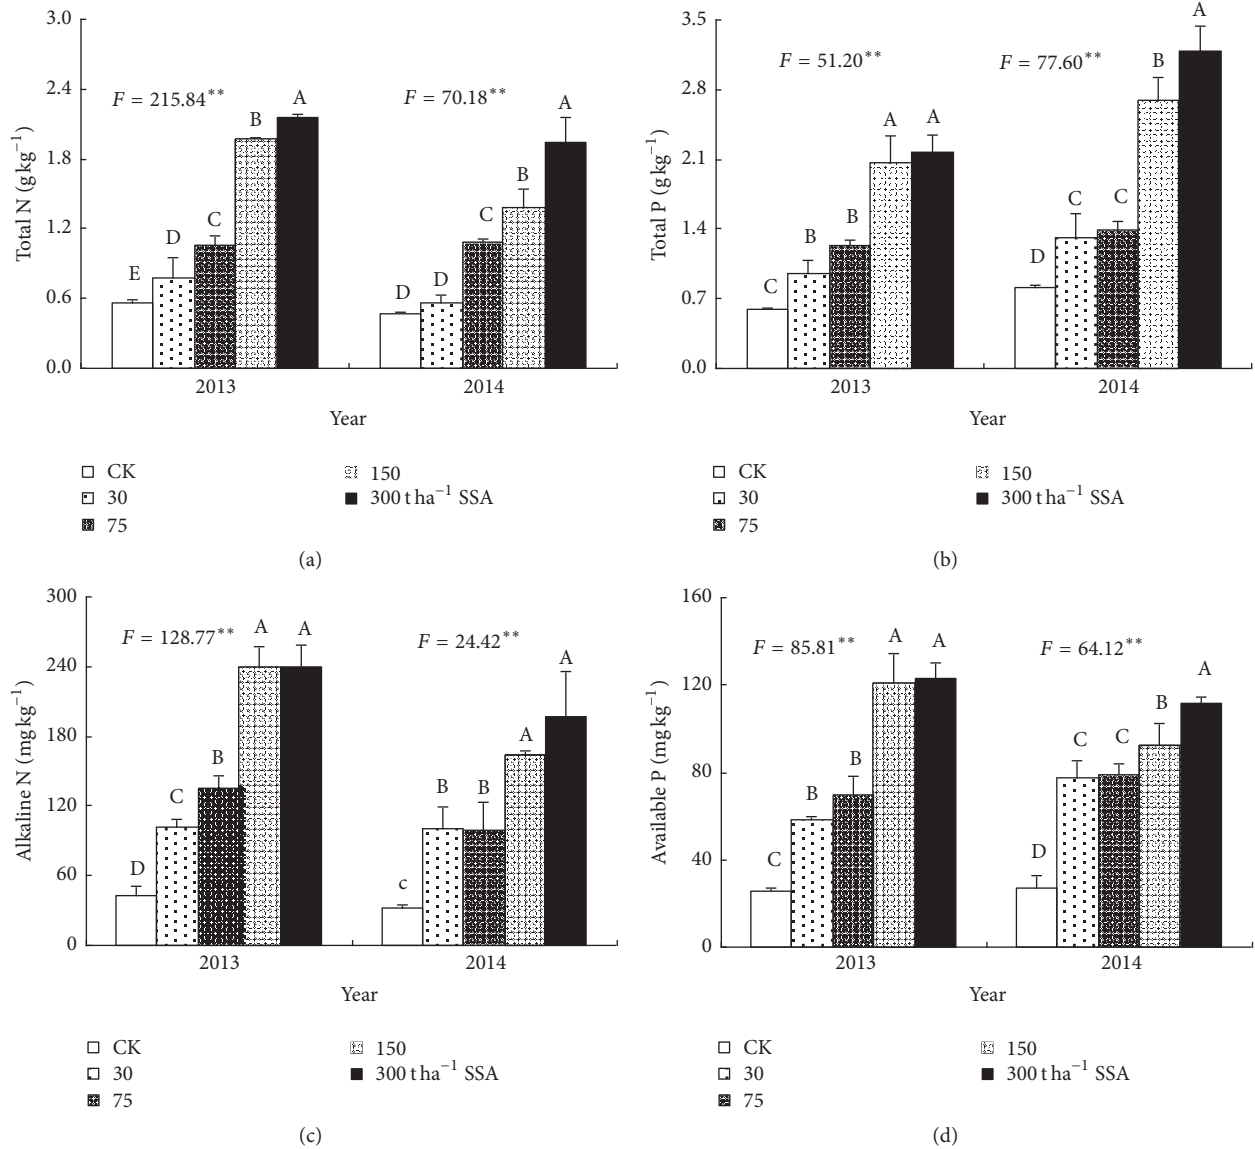 3.0
2.4
1.8
1.2
0.6
0.0
Total N (g kg⁻¹)
F = 215.84**
E
D
C
B
A
F = 70.18**
D
D
C
B
A
2013
2014
Year
CK
30
75
150
300 t ha⁻¹ SSA
(a)
3.5
2.8
2.1
1.4
0.7
0.0
Total P (g kg⁻¹)
F = 51.20**
C
B
B
A
A
F = 77.60**
D
C
C
B
A
2013
2014
Year
CK
30
75
150
300 t ha⁻¹ SSA
(b)
300
240
180
120
60
0
Alkaline N (mg kg⁻¹)
F = 128.77**
D
C
B
A
A
F = 24.42**
c
B
B
A
A
2013
2014
Year
CK
30
75
150
300 t ha⁻¹ SSA
(c)
160
120
80
40
0
Available P (mg kg⁻¹)
F = 85.81**
C
B
B
A
A
F = 64.12**
D
C
C
B
A
2013
2014
Year
CK
30
75
150
300 t ha⁻¹ SSA
(d)